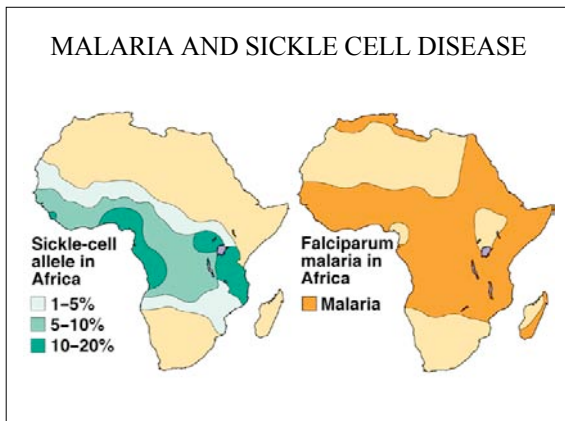 MALARIA AND SICKLE CELL DISEASE
Sickle-cell
allele in
Africa
1–5%
5–10%
10–20%
Falciparum
malaria in
Africa
Malaria